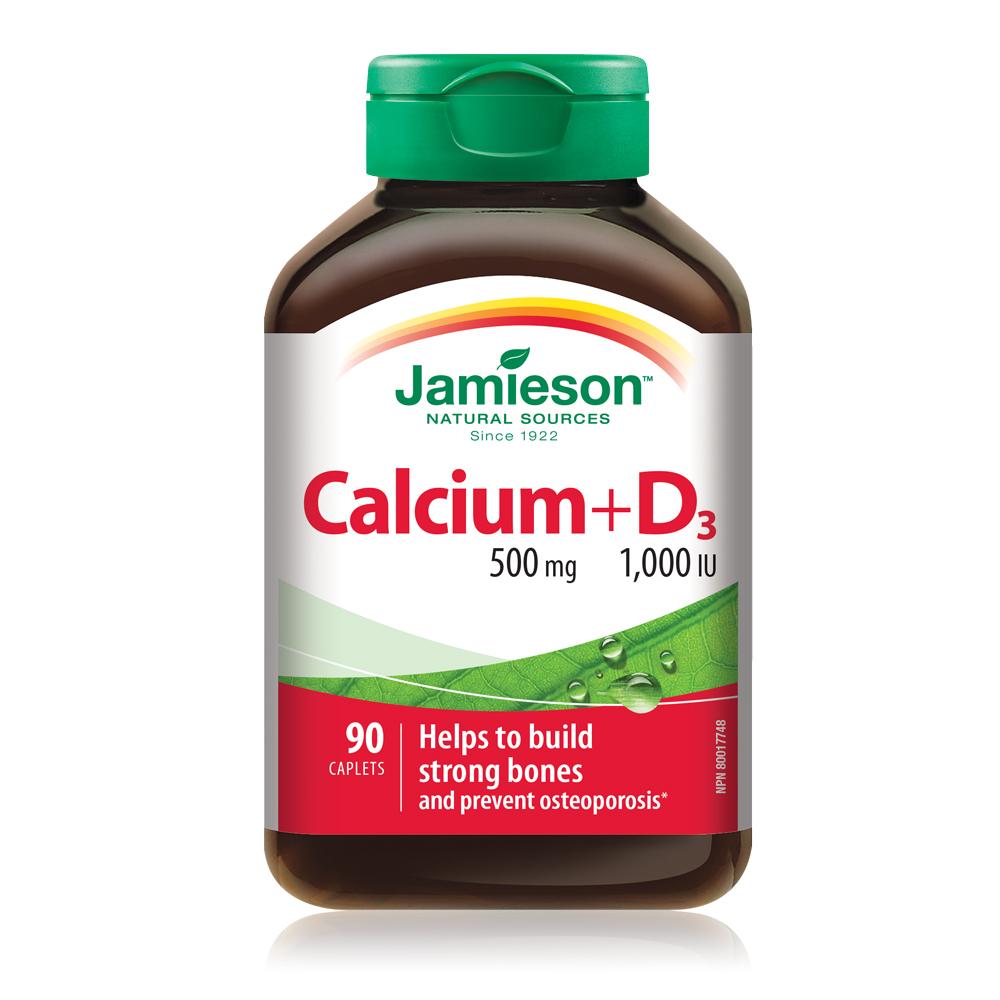 Jamieson™
NATURAL SOURCES
Since 1922
Calcium+D₃
500 mg 1,000 IU
90
CAPLETS
Helps to build
strong bones
and prevent osteoporosis*
NPN 80017748